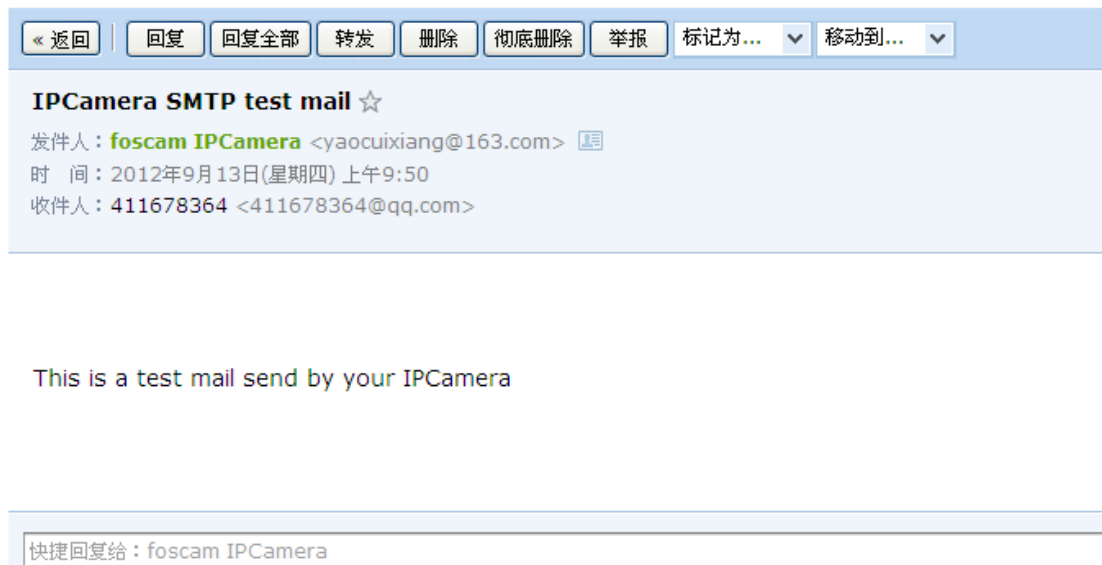 « 返回 回复 回复全部 转发 删除 彻底删除 举报 标记为... 移动到...
IPCamera SMTP test mail ☆
发件人：foscam IPCamera <yaocuixiang@163.com>
时 间：2012年9月13日(星期四) 上午9:50
收件人：411678364 <411678364@qq.com>
This is a test mail send by your IPCamera
快捷回复给：foscam IPCamera